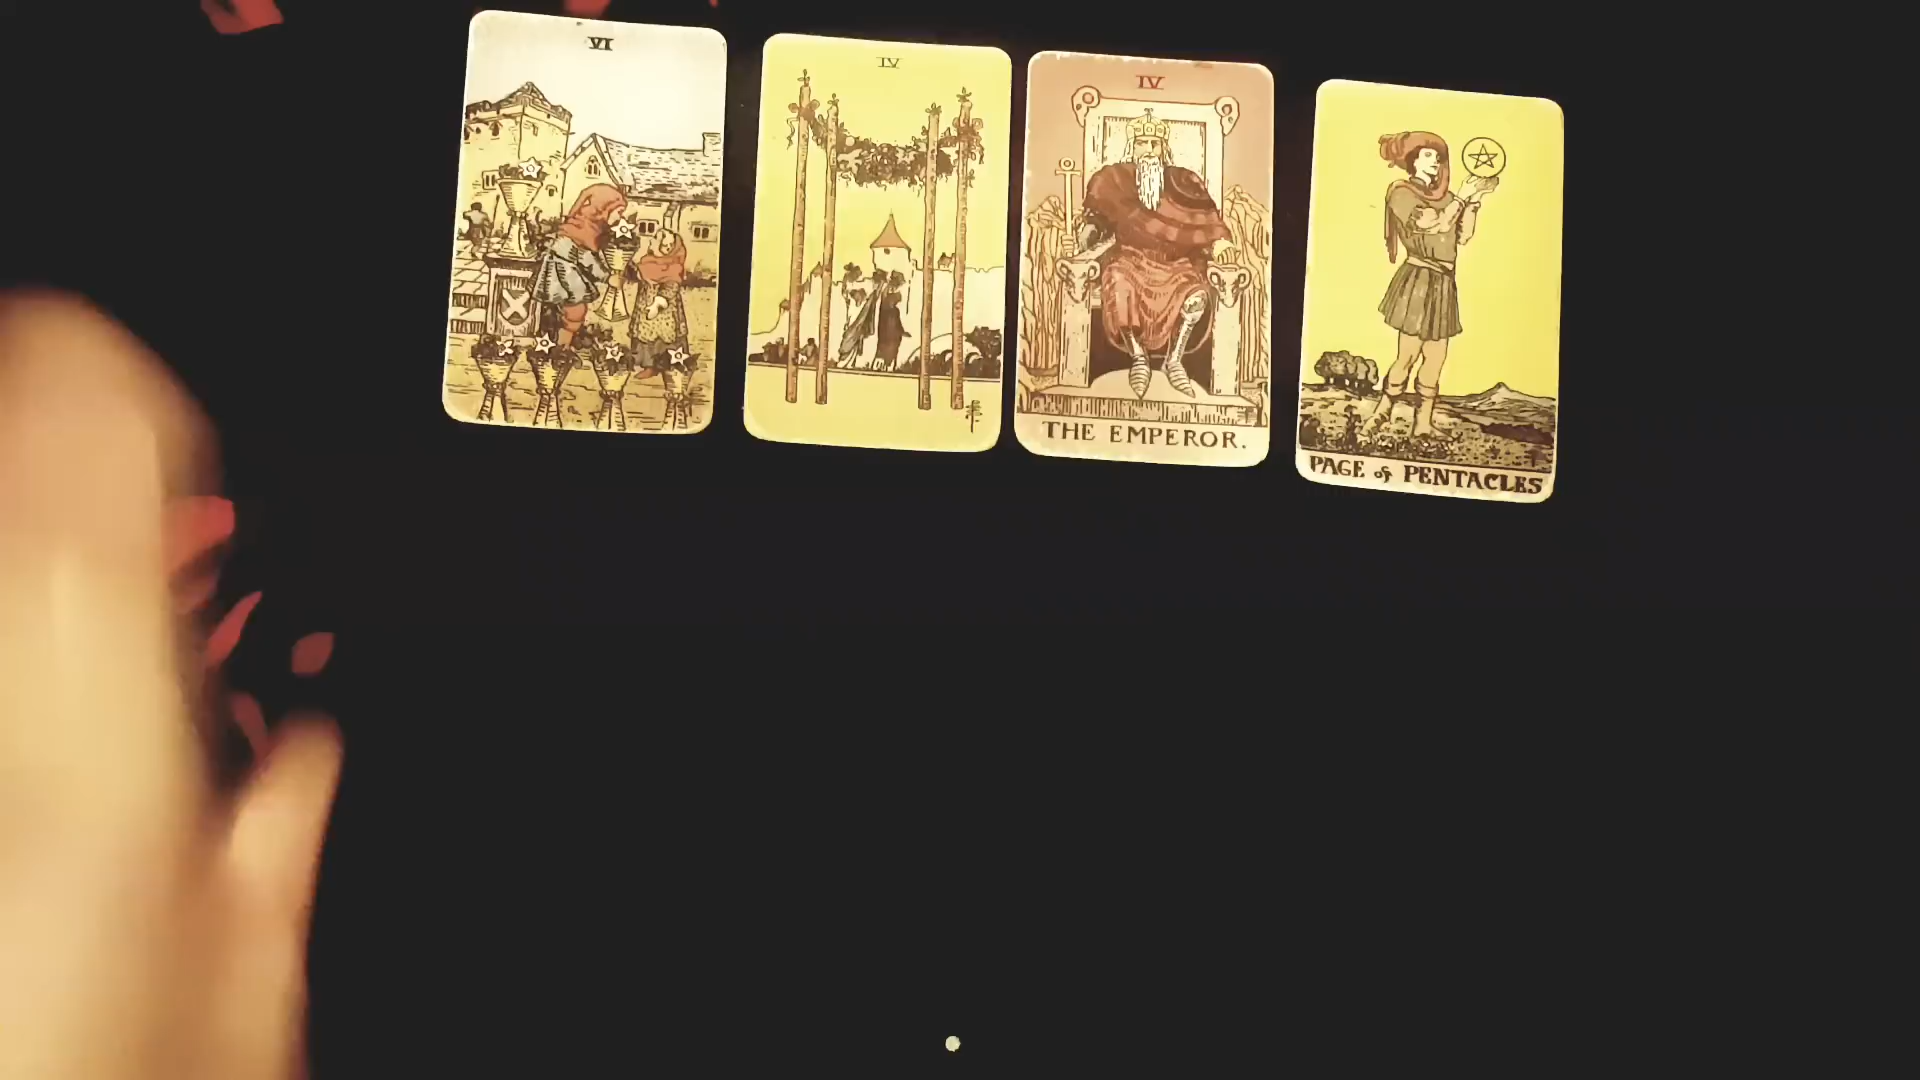 VI
IV
IV
THE EMPEROR.
PAGE of PENTACLES